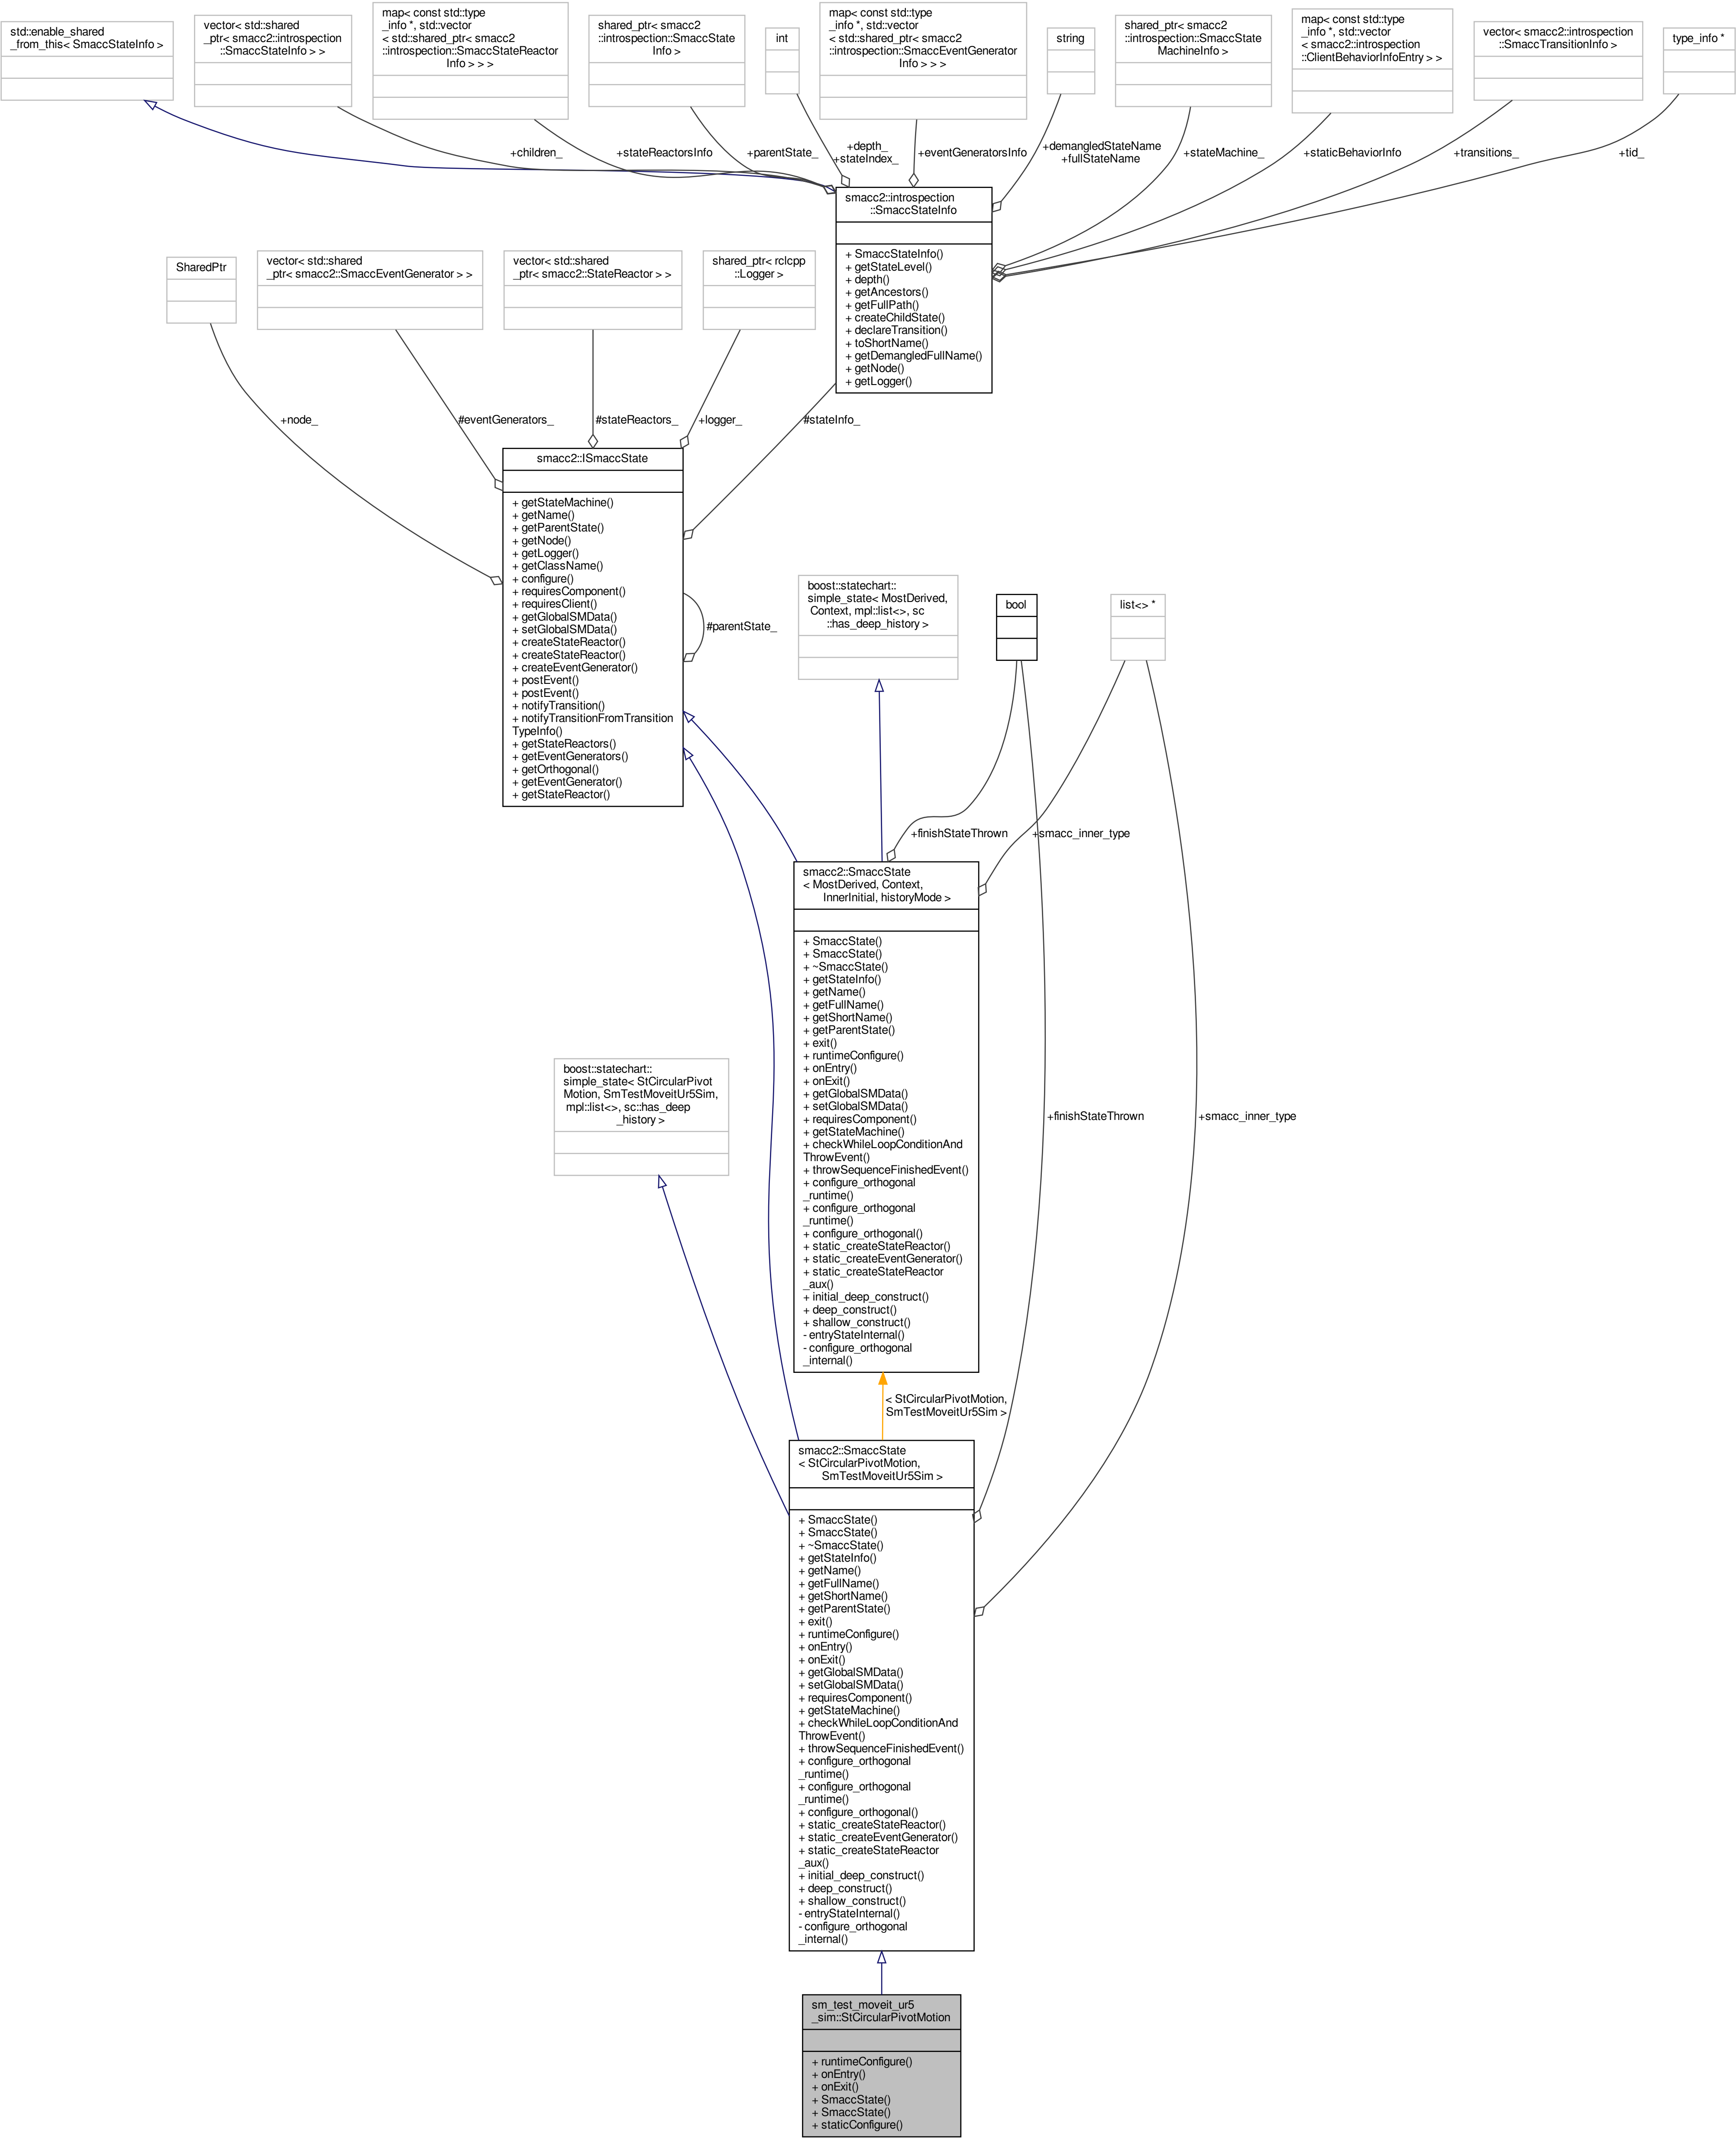 std::enable_shared
_from_this< SmaccStateInfo >
vector< std::shared
_ptr< smacc2::introspection
::SmaccStateInfo > >
map< const std::type
_info *, std::vector
< std::shared_ptr< smacc2
::introspection::SmaccStateReactor
Info > > >
shared_ptr< smacc2
::introspection::SmaccState
Info >
int
map< const std::type
_info *, std::vector
< std::shared_ptr< smacc2
::introspection::SmaccEventGenerator
Info > > >
string
shared_ptr< smacc2
::introspection::SmaccState
MachineInfo >
map< const std::type
_info *, std::vector
< smacc2::introspection
::ClientBehaviorInfoEntry > >
vector< smacc2::introspection
::SmaccTransitionInfo >
type_info *
+children_
+stateReactorsInfo
+parentState_
+depth_
+stateIndex_
+eventGeneratorsInfo
+demangledStateName
+fullStateName
+stateMachine_
+staticBehaviorInfo
+transitions_
+tid_
smacc2::introspection
::SmaccStateInfo
+ SmaccStateInfo()
+ getStateLevel()
+ depth()
+ getAncestors()
+ getFullPath()
+ createChildState()
+ declareTransition()
+ toShortName()
+ getDemangledFullName()
+ getNode()
+ getLogger()
SharedPtr
vector< std::shared
_ptr< smacc2::SmaccEventGenerator > >
vector< std::shared
_ptr< smacc2::StateReactor > >
shared_ptr< rclcpp
::Logger >
+node_
#eventGenerators_
#stateReactors_
+logger_
#stateInfo_
smacc2::ISmaccState
+ getStateMachine()
+ getName()
+ getParentState()
+ getNode()
+ getLogger()
+ getClassName()
+ configure()
+ requiresComponent()
+ requiresClient()
+ getGlobalSMData()
+ setGlobalSMData()
+ createStateReactor()
+ createStateReactor()
+ createEventGenerator()
+ postEvent()
+ postEvent()
+ notifyTransition()
+ notifyTransitionFromTransition
TypeInfo()
+ getStateReactors()
+ getEventGenerators()
+ getOrthogonal()
+ getEventGenerator()
+ getStateReactor()
#parentState_
boost::statechart::
simple_state< MostDerived,
Context, mpl::list<>, sc
::has_deep_history >
bool
list<> *
+finishStateThrown
+smacc_inner_type
smacc2::SmaccState
< MostDerived, Context,
InnerInitial, historyMode >
+ SmaccState()
+ SmaccState()
+ ~SmaccState()
+ getStateInfo()
+ getName()
+ getFullName()
+ getShortName()
+ getParentState()
+ exit()
+ runtimeConfigure()
+ onEntry()
+ onExit()
+ getGlobalSMData()
+ setGlobalSMData()
+ requiresComponent()
+ getStateMachine()
+ checkWhileLoopConditionAnd
ThrowEvent()
+ throwSequenceFinishedEvent()
+ configure_orthogonal
_runtime()
+ configure_orthogonal
_runtime()
+ configure_orthogonal()
+ static_createStateReactor()
+ static_createEventGenerator()
+ static_createStateReactor
_aux()
+ initial_deep_construct()
+ deep_construct()
+ shallow_construct()
- entryStateInternal()
- configure_orthogonal
_internal()
boost::statechart::
simple_state< StCircularPivot
Motion, SmTestMoveitUr5Sim,
mpl::list<>, sc::has_deep
_history >
+finishStateThrown
+smacc_inner_type
< StCircularPivotMotion,
SmTestMoveitUr5Sim >
smacc2::SmaccState
< StCircularPivotMotion,
SmTestMoveitUr5Sim >
+ SmaccState()
+ SmaccState()
+ ~SmaccState()
+ getStateInfo()
+ getName()
+ getFullName()
+ getShortName()
+ getParentState()
+ exit()
+ runtimeConfigure()
+ onEntry()
+ onExit()
+ getGlobalSMData()
+ setGlobalSMData()
+ requiresComponent()
+ getStateMachine()
+ checkWhileLoopConditionAnd
ThrowEvent()
+ throwSequenceFinishedEvent()
+ configure_orthogonal
_runtime()
+ configure_orthogonal
_runtime()
+ configure_orthogonal()
+ static_createStateReactor()
+ static_createEventGenerator()
+ static_createStateReactor
_aux()
+ initial_deep_construct()
+ deep_construct()
+ shallow_construct()
- entryStateInternal()
- configure_orthogonal
_internal()
sm_test_moveit_ur5
_sim::StCircularPivotMotion
+ runtimeConfigure()
+ onEntry()
+ onExit()
+ SmaccState()
+ SmaccState()
+ staticConfigure()